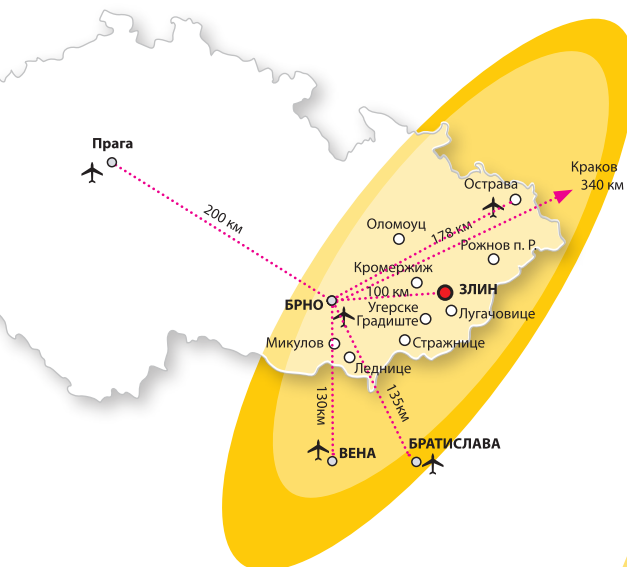 Прага
200 км
Краков
340 км
Острава
178 км
Оломоуц
Рожнов п. Р.
Кромержиж
100 км
ЗЛИН
БРНО
Угерске
Градиште
Лугачовице
Микулов
Стражнице
Леднице
130км
135км
ВЕНА
БРАТИСЛАВА